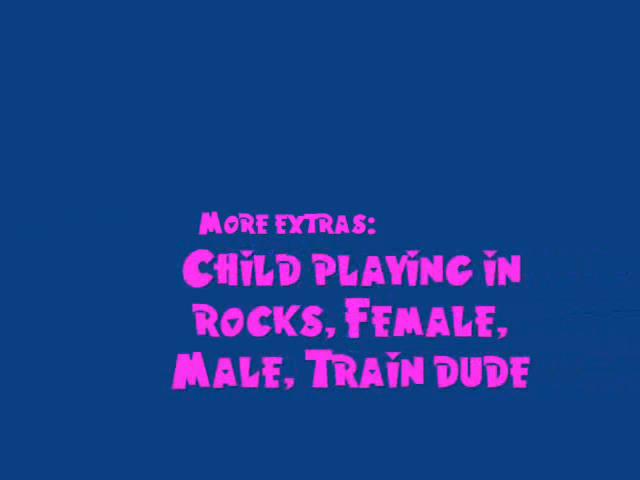 More extras:
Child playing in
rocks, Female,
Male, Train dude